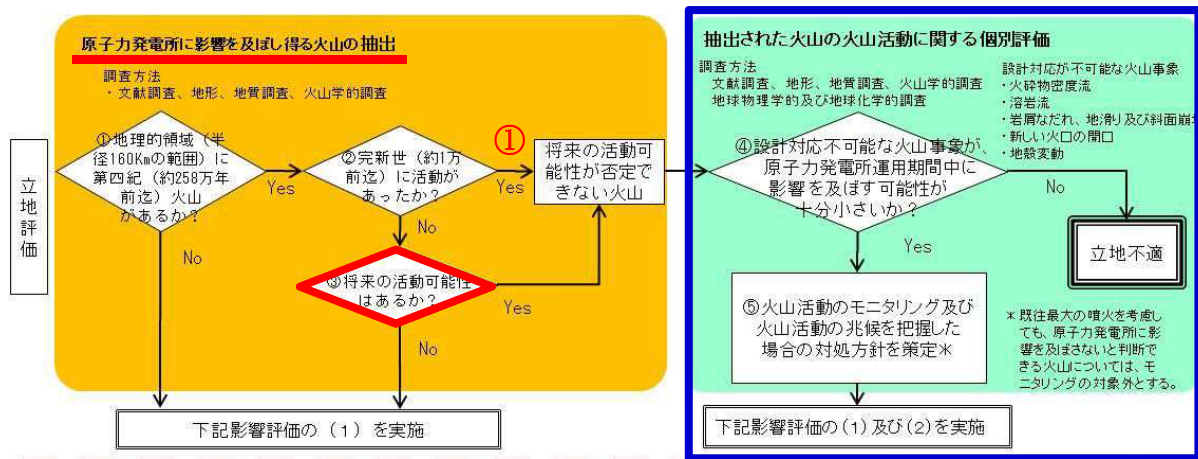 立地評価
原子力発電所に影響を及ぼし得る火山の抽出
調査方法
・文献調査、地形、地質調査、火山学的調査
①地理的領域（半
径160Kmの範囲）に
第四紀（約258万年
前迄）火山
があるか？
Yes
No
②完新世（約1万
前迄）に活動が
あったか？
①
Yes
No
③将来の活動可能性
はあるか？
Yes
No
将来の活動可
能性が否定で
きない火山
下記影響評価の（1）を実施
抽出された火山の火山活動に関する個別評価
調査方法
文献調査、地形、地質調査、火山学的調査
地球物理学的及び地球化学的調査
設計対応が不可能な火山事象
・火砕物密度流
・溶岩流
・岩屑なだれ、地滑り及び斜面崩
・新しい火口の開口
・地殻変動
④設計対応不可能な火山事象が、
原子力発電所運用期間中に
影響を及ぼす可能性が
十分小さいか？
No
Yes
立地不適
⑤火山活動のモニタリング及び
火山活動の兆候を把握した
場合の対処方針を策定＊
＊既往最大の噴火を考慮し
ても、原子力発電所に影
響を及ぼさないと判断で
きる火山については、モ
ニタリングの対象外とする。
下記影響評価の(1)及び(2)を実施